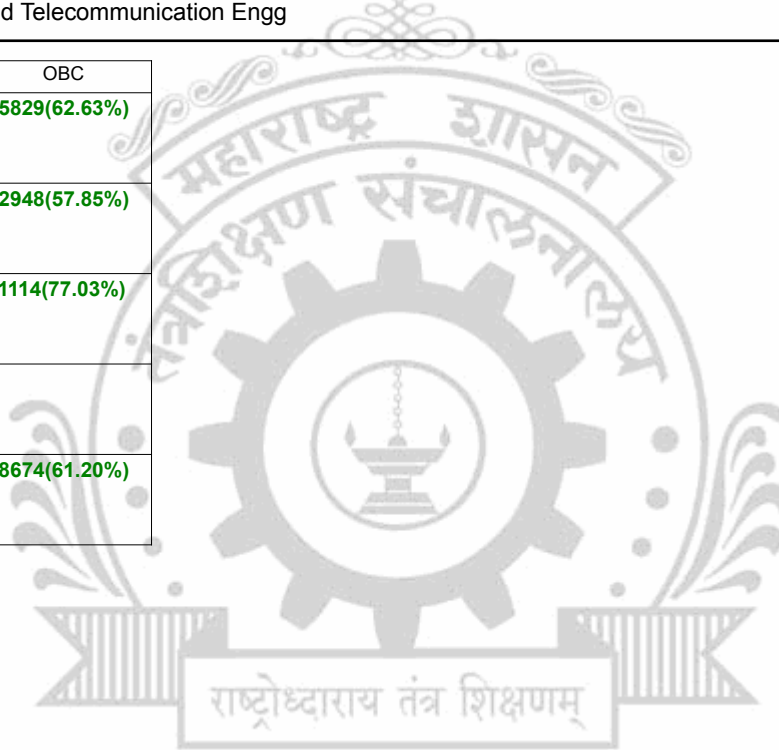 d Telecommunication Engg
OBC
5829(62.63%)
2948(57.85%)
1114(77.03%)
8674(61.20%)
महाराष्ट्र शासन
तंत्रशिक्षण संचालनालय
राष्ट्रोध्दाराय तंत्र शिक्षणम्